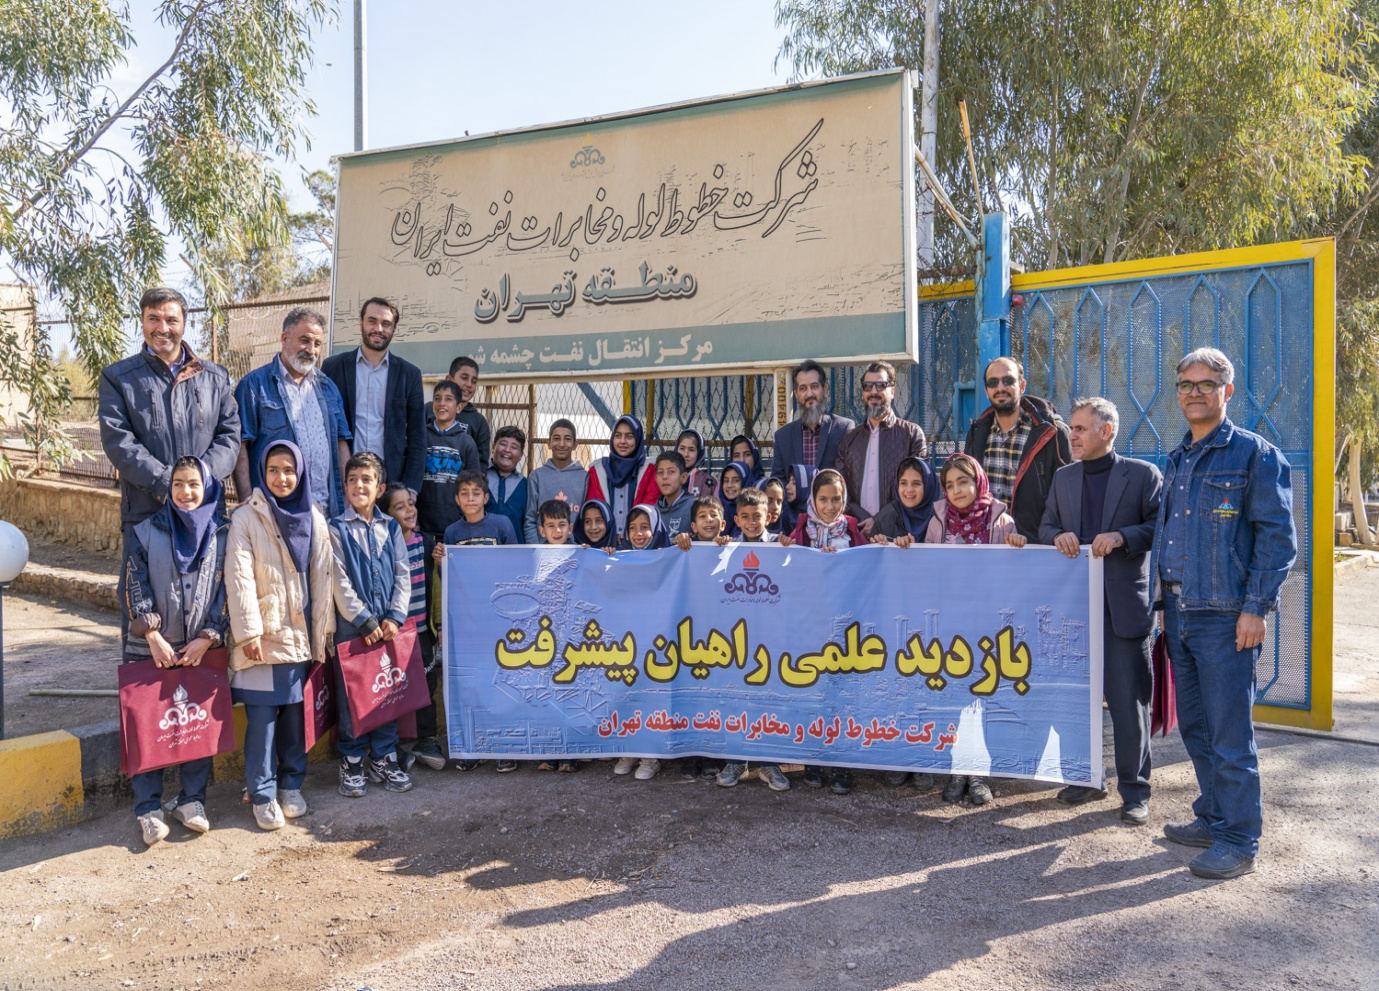 شرکت خطوط لوله و مخابرات نفت ایران
منطقه تهران
مرکز انتقال نفت چشمه
بازدید علمی راهیان پیشرفت
شرکت خطوط لوله و مخابرات نفت منطقه تهران